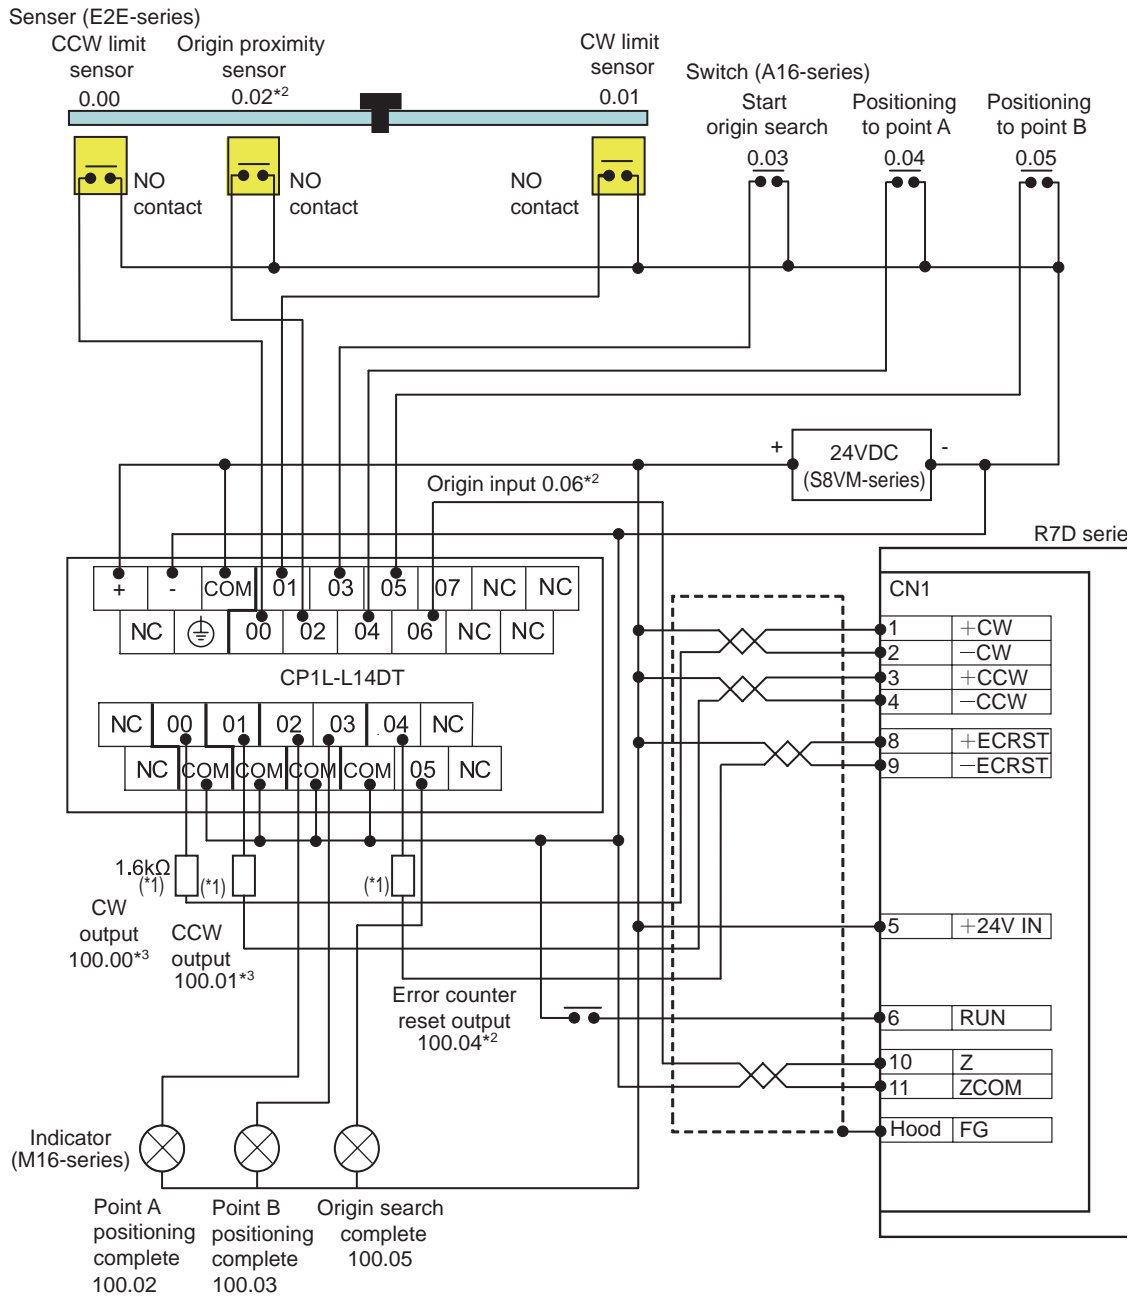 Senser (E2E-series)
CCW limit
sensor
0.00
Origin proximity
sensor
0.02*2
CW limit
sensor
0.01
Switch (A16-series)
Start
origin search
0.03
Positioning
to point A
0.04
Positioning
to point B
0.05
NO
contact
NO
contact
NO
contact
+ 24VDC -
(S8VM-series)
Origin input 0.06*2
R7D serie
+ - COM 01 03 05 07 NC NC
NC 00 02 04 06 NC NC
CP1L-L14DT
NC 00 01 02 03 04 NC
NC COM COM COM COM 05 NC
CN1
1 +CW
2 −CW
3 +CCW
4 −CCW
8 +ECRST
9 −ECRST
5 +24V IN
6 RUN
10 Z
11 ZCOM
Hood FG
1.6kΩ
(*1)
(*1)
(*1)
CW
output
100.00*3
CCW
output
100.01*3
Error counter
reset output
100.04*2
Indicator
(M16-series)
Point A
positioning
complete
100.02
Point B
positioning
complete
100.03
Origin search
complete
100.05